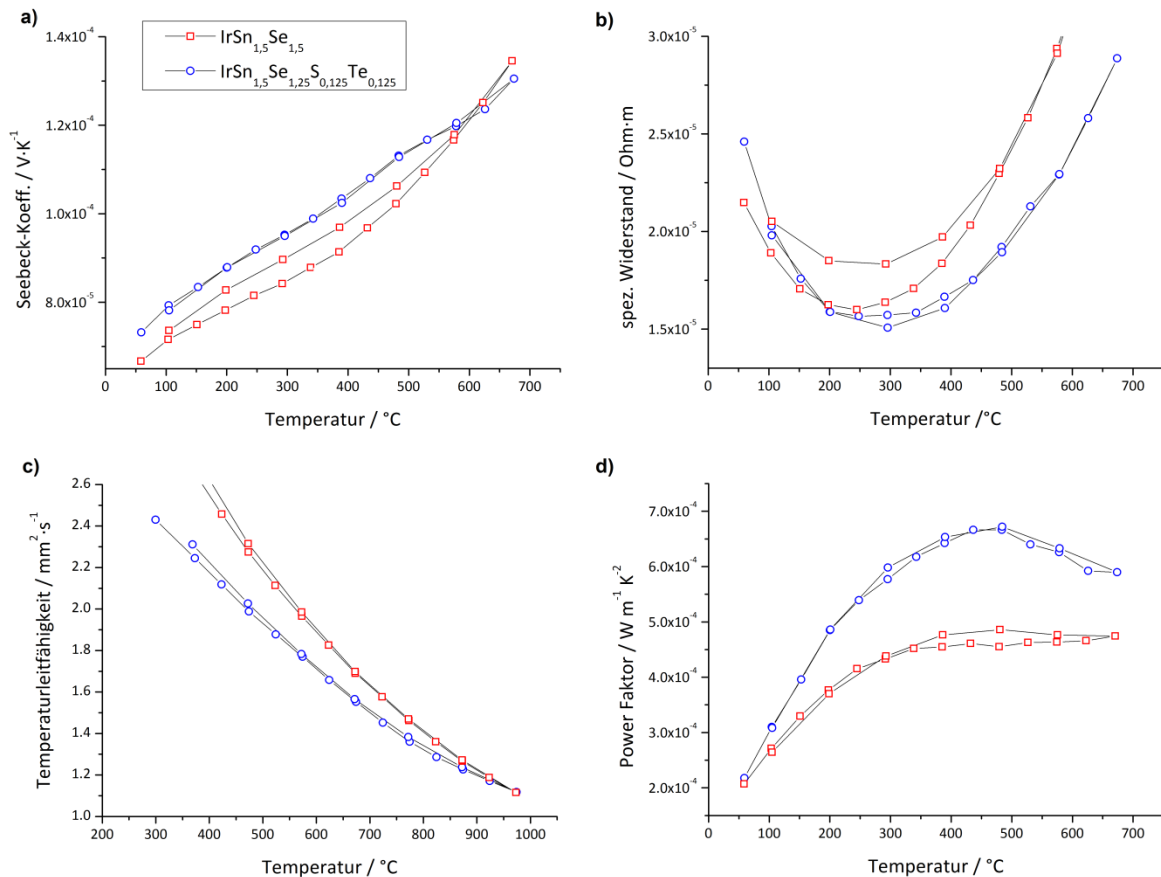 a)
IrSn1,5Se1,5
IrSn1,5Se1,25S0,125Te0,125
1.4x10-4
1.2x10-4
1.0x10-4
8.0x10-5
Seebeck-Koeff. / V·K-1
0 100 200 300 400 500 600 700
Temperatur / °C
b)
3.0x10-5
2.5x10-5
2.0x10-5
1.5x10-5
spez. Widerstand / Ohm·m
0 100 200 300 400 500 600 700
Temperatur / °C
c)
2.6
2.4
2.2
2.0
1.8
1.6
1.4
1.2
1.0
Temperaturleitfähigkeit / mm2·s-1
200 300 400 500 600 700 800 900 1000
Temperatur / °C
d)
7.0x10-4
6.0x10-4
5.0x10-4
4.0x10-4
3.0x10-4
2.0x10-4
Power Faktor / W m-1 K-2
0 100 200 300 400 500 600 700
Temperatur / °C